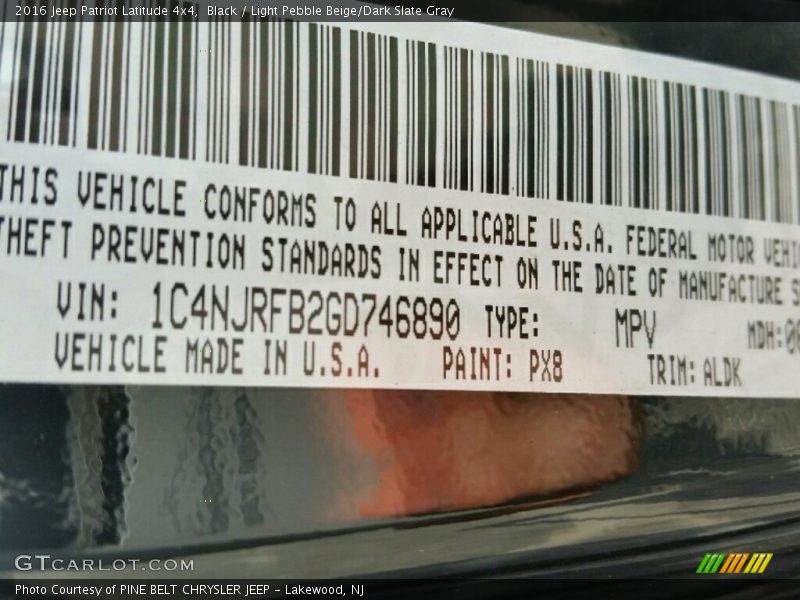 2016 Jeep Patriot Latitude 4x4, Black / Light Pebble Beige/Dark Slate Gray
THIS VEHICLE CONFORMS TO ALL APPLICABLE U.S.A. FEDERAL MOTOR
THEFT PREVENTION STANDARDS IN EFFECT ON THE DATE OF MANUFACTURE
VIN: 1C4NJRFB2GD746890 TYPE: MPV MDH:
VEHICLE MADE IN U.S.A. PAINT: PX8 TRIM: ALDK
GTCARLOT.COM
Photo Courtesy of PINE BELT CHRYSLER JEEP - Lakewood, NJ